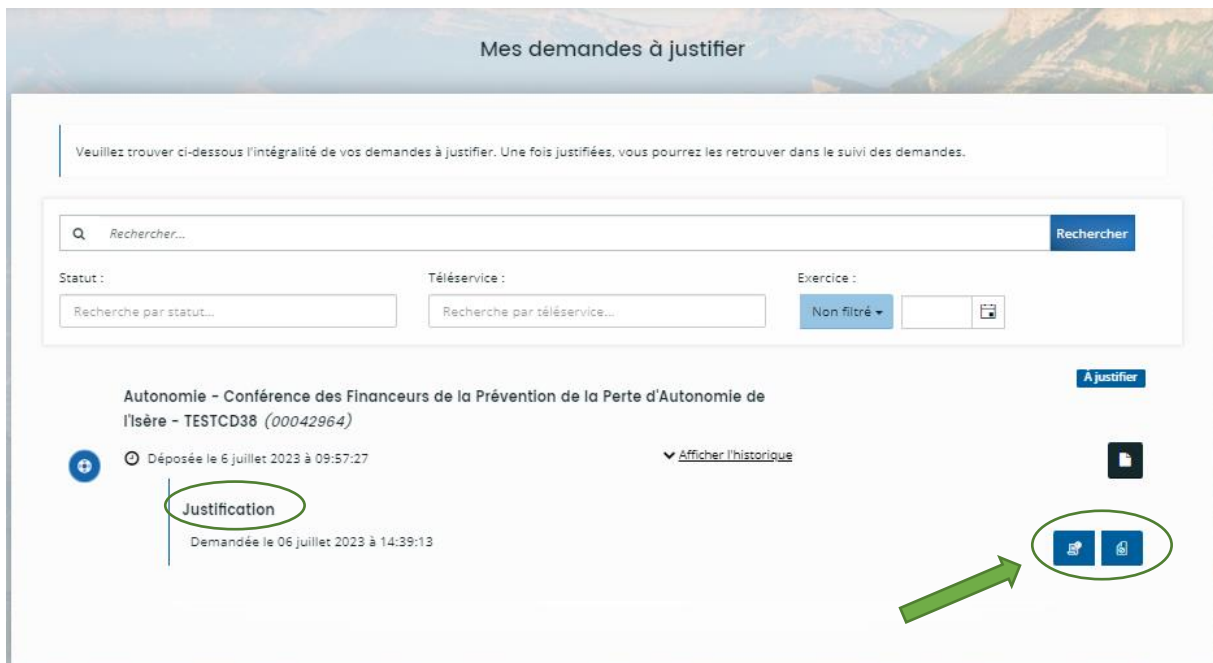 Mes demandes à justifier
Veuillez trouver ci-dessous l'intégralité de vos demandes à justifier. Une fois justifiées, vous pourrez les retrouver dans le suivi des demandes.
Rechercher...
Rechercher
Statut :
Téléservice :
Exercice :
Recherche par statut...
Recherche par téléservice...
Non filtré
À justifier
Autonomie - Conférence des Financeurs de la Prévention de la Perte d'Autonomie de
l'Isère - TESTCD38 (00042964)
Déposée le 6 juillet 2023 à 09:57:27
Afficher l'historique
Justification
Demandée le 06 juillet 2023 à 14:39:13